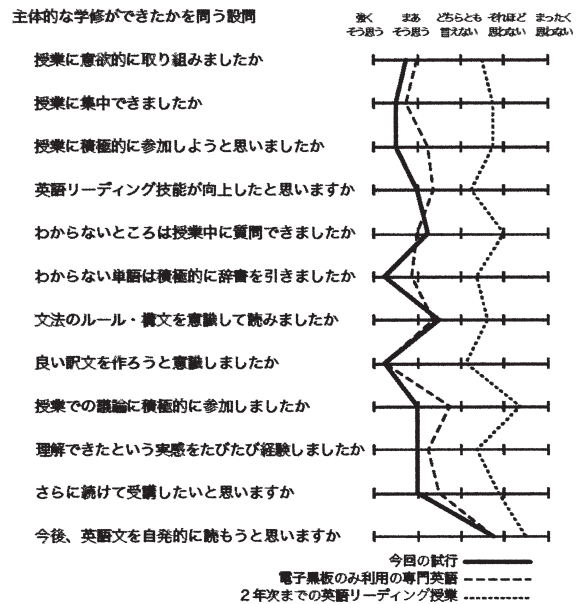 主体的な学修ができたかを問う設問
強く まあ どちらとも それほど まったく
そう思う そう思う 言えない 思わない 思わない
授業に意欲的に取り組みましたか
授業に集中できましたか
授業に積極的に参加しようと思いましたか
英語リーディング技能が向上したと思いますか
わからないところは授業中に質問できましたか
わからない単語は積極的に辞書を引きましたか
文法のルール・構文を意識して読みましたか
良い訳文を作ろうと意識しましたか
授業での議論に積極的に参加しましたか
理解できたという実感をたびたび経験しましたか
さらに続けて受講したいと思いますか
今後、英語文を自発的に読もうと思いますか
今回の試行
電子黒板のみ利用の専門英語
2年次までの英語リーディング授業